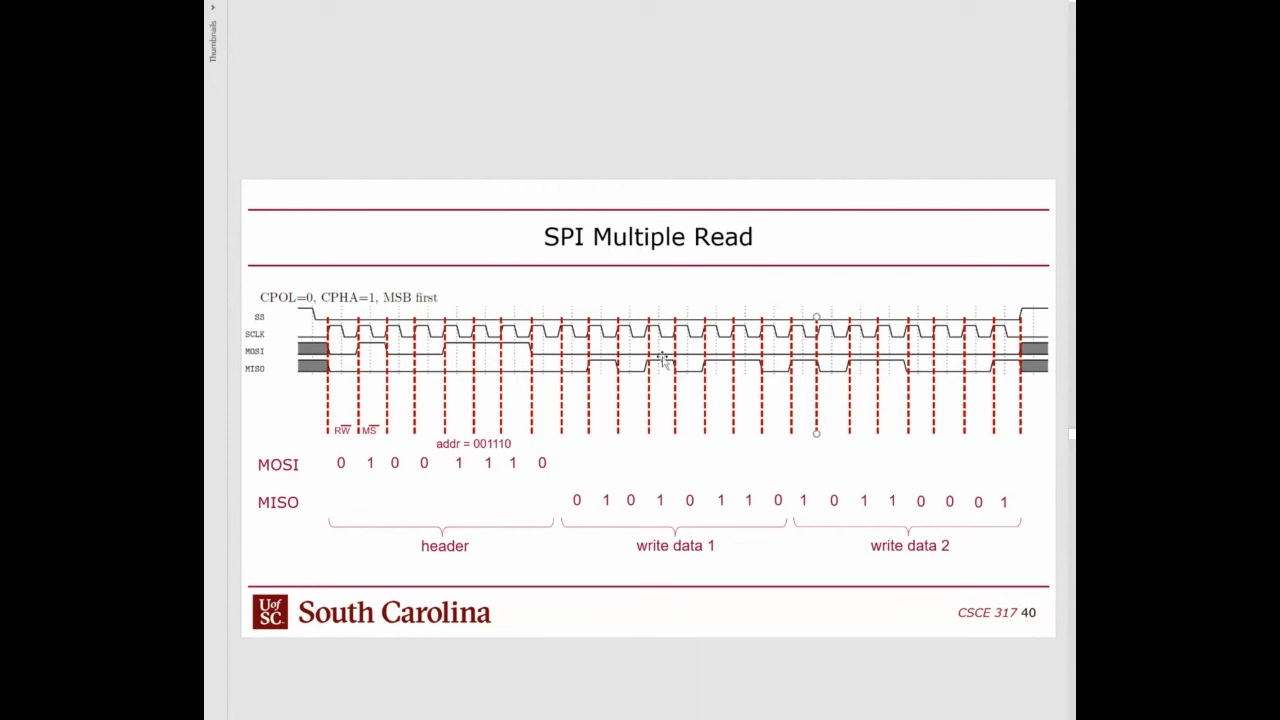 Thumbnails
SPI Multiple Read
CPOL=0, CPHA=1, MSB first
SS
SCLK
MOSI
MISO
RW MS
addr = 001110
MOSI 0 1 0 0 1 1 1 0
MISO 0 1 0 1 0 1 1 0 1 0 1 1 0 0 0 1
header write data 1 write data 2
UofSC South Carolina
CSCE 317 40